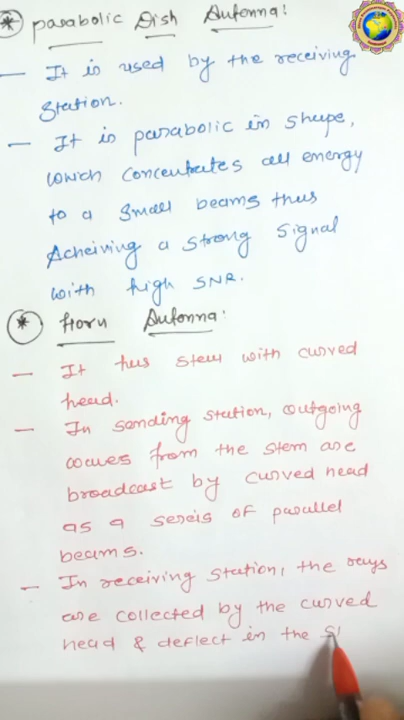 * parabolic Dish Antenna:
- It is used by the receiving
station.
- It is parabolic in shape,
which concentrates all energy
to a small beams thus
Acheiving a strong signal
with high SNR.
* Horn Antenna:
- It has stem with curved
head.
- In sending station, outgoing
waves from the stem are
broadcast by curved head
as a sereis of parallel
beams.
- In receiving station, the rays
are collected by the curved
head & deflect in the S